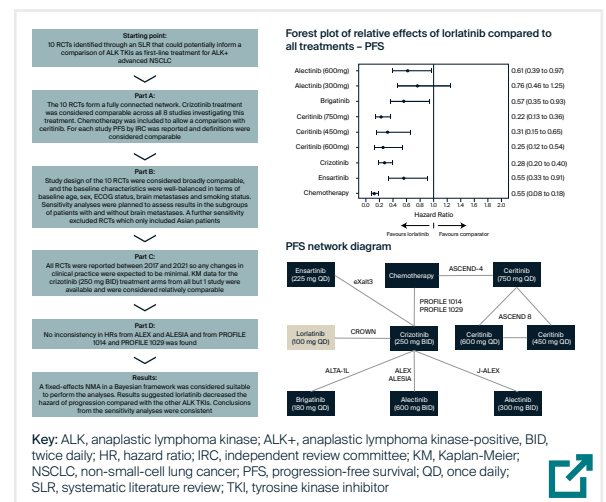 Starting point:
10 RCTs identified through an SLR that could potentially inform a
comparison of ALK TKIs as first-line treatment for ALK+
advanced NSCLC
Part A:
The 10 RCTs form a fully connected network. Crizotinib treatment
was considered comparable across all 8 studies investigating this
treatment. Chemotherapy was included to allow a comparison with
ceritinib. For each study PFS by IRC was reported and definitions were
considered comparable
Part B:
Study design of the 10 RCTs were considered broadly comparable,
and the baseline characteristics were well-balanced in terms of
baseline age, sex, ECOG status, brain metastases and smoking status.
Sensitivity analyses were planned to assess results in the subgroups
of patients with and without brain metastases. A further sensitivity
excluded RCTs which only included Asian patients
Part C:
All RCTs were reported between 2017 and 2021 so any changes in
clinical practice were expected to be minimal. KM data for the
crizotinib (250 mg BID) treatment arms from all but 1 study were
available and were considered relatively comparable
Part D:
No inconsistency in HRs from ALEX and ALESIA and from PROFILE
1014 and PROFILE 1029 was found
Results:
A fixed-effects NMA in a Bayesian framework was considered suitable
to perform the analyses. Results suggested lorlatinib decreased the
hazard of progression compared with the other ALK TKIs. Conclusions
from the sensitivity analyses were consistent
Forest plot of relative effects of lorlatinib compared to
all treatments – PFS
Alectinib (600mg) 0.61 (0.39 to 0.97)
Alectinib (300mg) 0.76 (0.46 to 1.25)
Brigatinib 0.57 (0.35 to 0.93)
Ceritinib (750mg) 0.22 (0.13 to 0.36)
Ceritinib (450mg) 0.31 (0.15 to 0.65)
Ceritinib (600mg) 0.25 (0.12 to 0.54)
Crizotinib 0.28 (0.20 to 0.40)
Ensartinib 0.55 (0.33 to 0.91)
Chemotherapy 0.55 (0.08 to 0.18)
0.0 0.2 0.4 0.6 0.8 1.0 1.2 1.4 1.6 1.8 2.0
Hazard Ratio
Favours lorlatinib Favours comparator
PFS network diagram
Ensartinib
(225 mg QD)
Chemotherapy
ASCEND-4
Ceritinib
(750 mg QD)
eXalt3
PROFILE 1014
PROFILE 1029
ASCEND 8
Lorlatinib
(100 mg QD)
CROWN
Crizotinib
(250 mg BID)
Ceritinib
(600 mg QD)
Ceritinib
(450 mg QD)
ALTA-1L
ALEX
ALESIA
J-ALEX
Brigatinib
(180 mg QD)
Alectinib
(600 mg BID)
Alectinib
(300 mg BID)
Key: ALK, anaplastic lymphoma kinase; ALK+, anaplastic lymphoma kinase-positive, BID,
twice daily; HR, hazard ratio; IRC, independent review committee; KM, Kaplan-Meier;
NSCLC, non-small-cell lung cancer; PFS, progression-free survival; QD, once daily;
SLR, systematic literature review; TKI, tyrosine kinase inhibitor